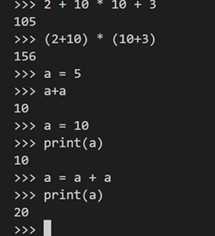 >>> 2 + 10 * 10 + 3
105
>>> (2+10) * (10+3)
156
>>> a = 5
>>> a+a
10
>>> a = 10
>>> print(a)
10
>>> a = a + a
>>> print(a)
20
>>>